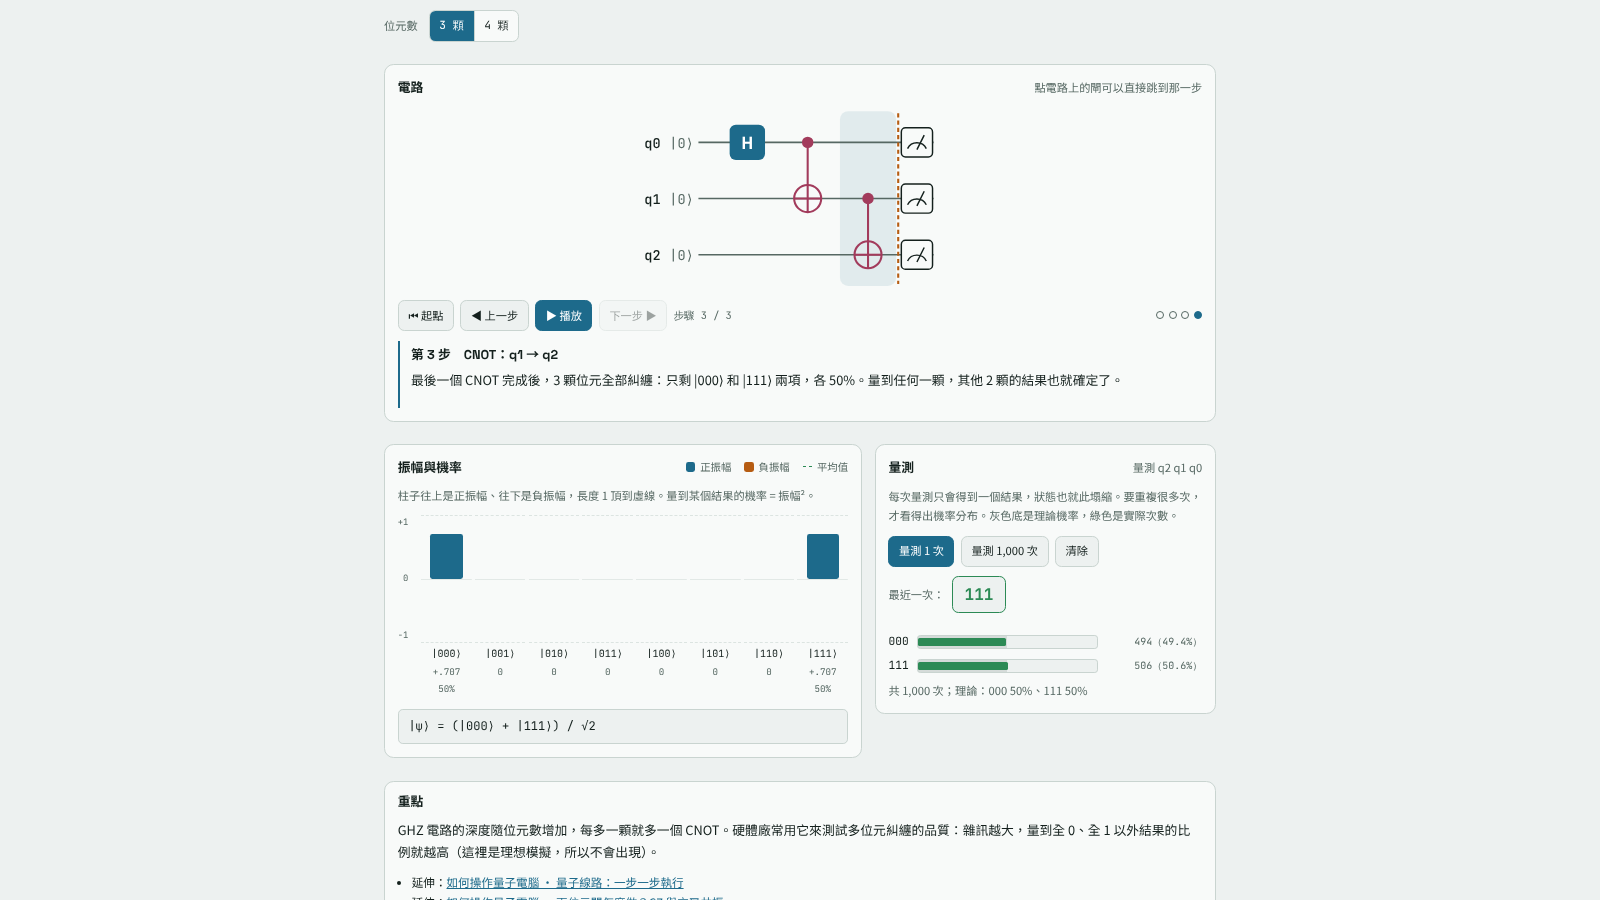 位元數 3 顆 4 顆
電路 點電路上的閘可以直接跳到那一步
q0 |0⟩ H
q1 |0⟩
q2 |0⟩
⏮ 起點 ◀ 上一步 ▶ 播放 下一步 ▶ 步驟 3 / 3
第 3 步 CNOT：q1 → q2
最後一個 CNOT 完成後，3 顆位元全部糾纏：只剩 |000⟩ 和 |111⟩ 兩項，各 50%。量到任何一顆，其他 2 顆的結果也就確定了。
振幅與機率 正振幅 負振幅 平均值
柱子往上是正振幅、往下是負振幅，長度 1 頂到虛線。量到某個結果的機率 = 振幅²。
+1
0
-1
|000⟩ |001⟩ |010⟩ |011⟩ |100⟩ |101⟩ |110⟩ |111⟩
+.707 0 0 0 0 0 0 +.707
50% 50%
|ψ⟩ = (|000⟩ + |111⟩) / √2
量測 量測 q2 q1 q0
每次量測只會得到一個結果，狀態也就此塌縮。要重複很多次，
才看得出機率分布。灰色底是理論機率，綠色是實際次數。
量測 1 次 量測 1,000 次 清除
最近一次： 111
000 494（49.4%）
111 506（50.6%）
共 1,000 次；理論：000 50%、111 50%
重點
GHZ 電路的深度隨位元數增加，每多一顆就多一個 CNOT。硬體廠常用它來測試多位元糾纏的品質：雜訊越大，量到全 0、全 1 以外結果的比
例就越高（這裡是理想模擬，所以不會出現）。
• 延伸：如何操作量子電腦 · 量子線路：一步一步執行